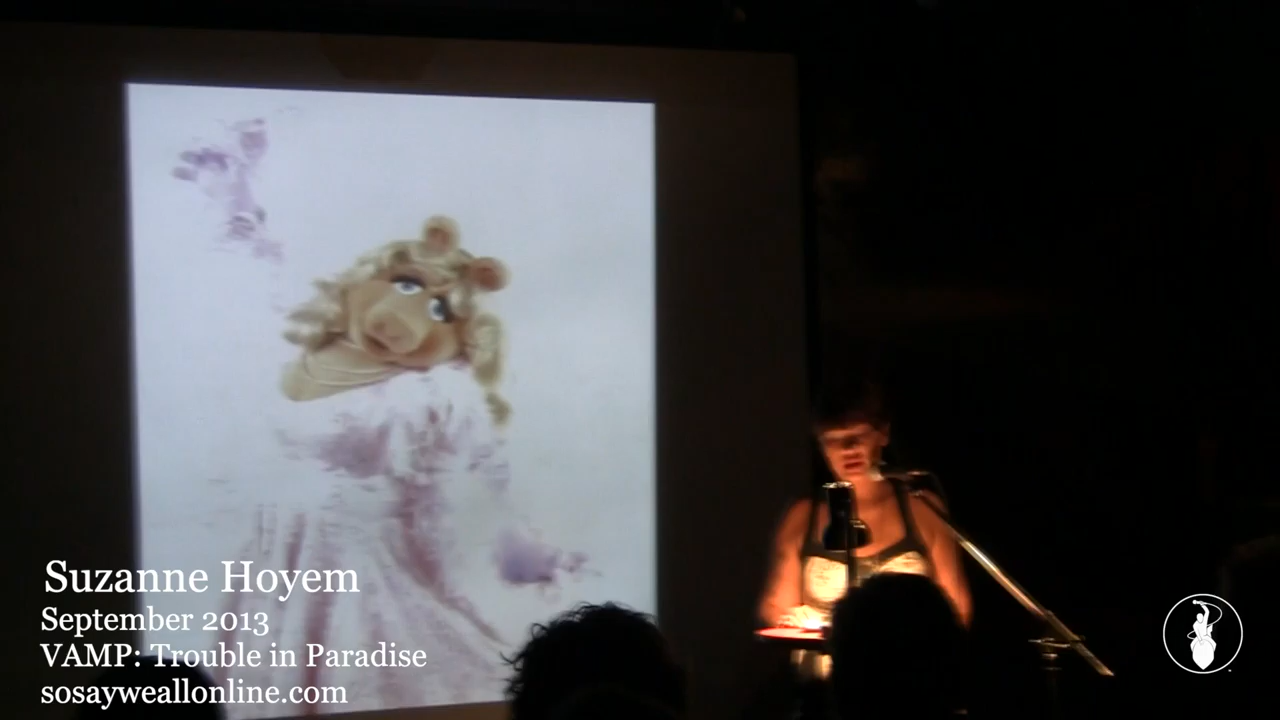 Suzanne Hoyem
September 2013
VAMP: Trouble in Paradise
sosayweallonline.com